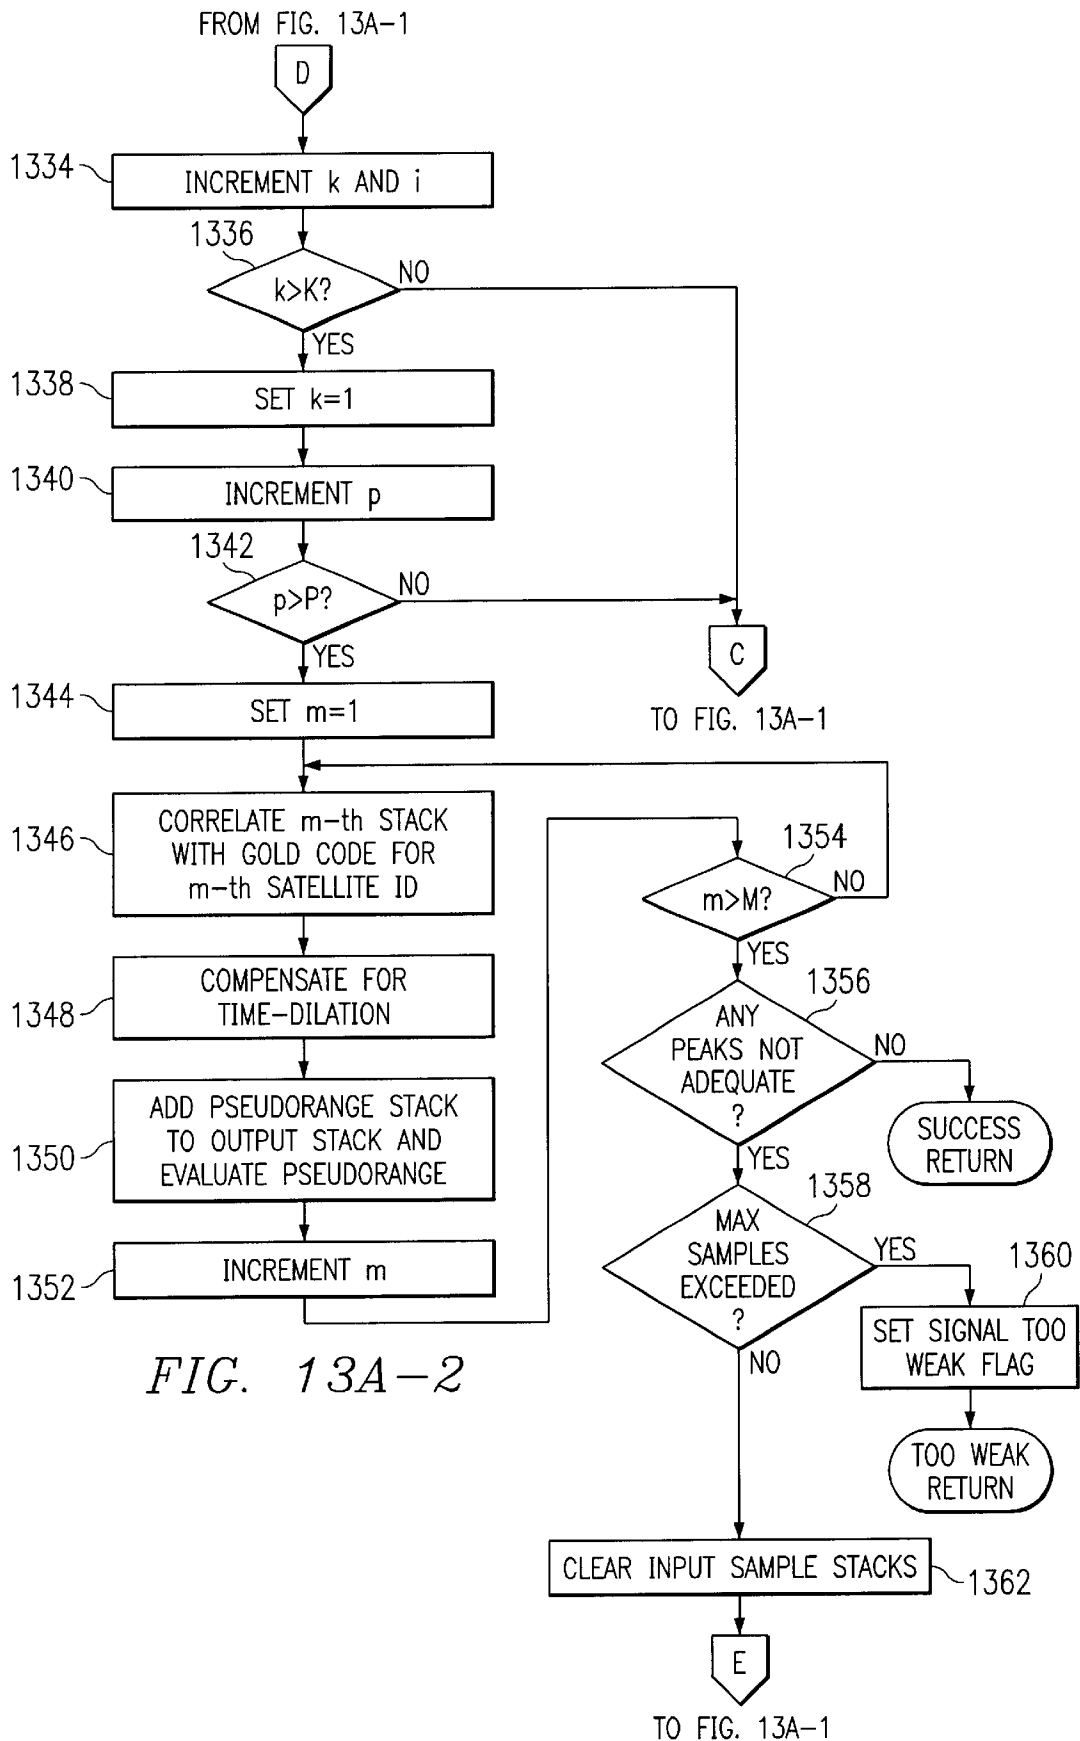 FROM FIG. 13A-1
D
1334
INCREMENT k AND i
1336
k>K?
NO
YES
1338
SET k=1
1340
INCREMENT p
1342
p>P?
NO
YES
C
TO FIG. 13A-1
1344
SET m=1
1346
CORRELATE m-th STACK
WITH GOLD CODE FOR
m-th SATELLITE ID
1348
COMPENSATE FOR
TIME-DILATION
1350
ADD PSEUDORANGE STACK
TO OUTPUT STACK AND
EVALUATE PSEUDORANGE
1352
INCREMENT m
1354
m>M?
NO
YES
1356
ANY
PEAKS NOT
ADEQUATE
?
NO
SUCCESS
RETURN
YES
1358
MAX
SAMPLES
EXCEEDED
?
YES
1360
SET SIGNAL TOO
WEAK FLAG
TOO WEAK
RETURN
NO
CLEAR INPUT SAMPLE STACKS
1362
E
TO FIG. 13A-1
FIG. 13A-2